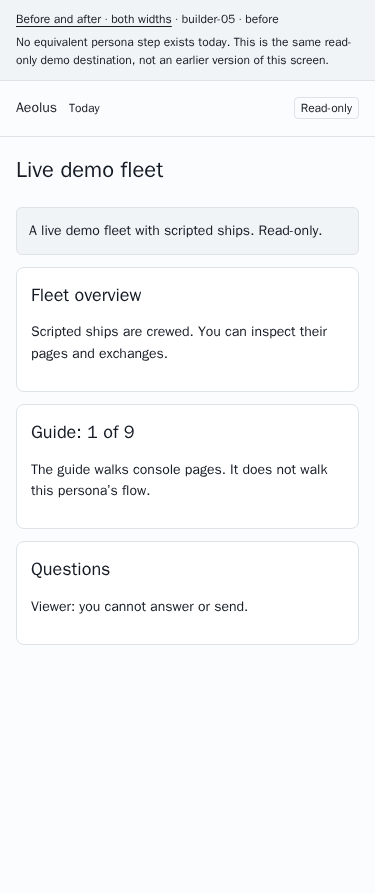 Before and after · both widths · builder-05 · before
No equivalent persona step exists today. This is the same read-
only demo destination, not an earlier version of this screen.
Aeolus Today Read-only
Live demo fleet
A live demo fleet with scripted ships. Read-only.
Fleet overview
Scripted ships are crewed. You can inspect their
pages and exchanges.
Guide: 1 of 9
The guide walks console pages. It does not walk
this persona's flow.
Questions
Viewer: you cannot answer or send.